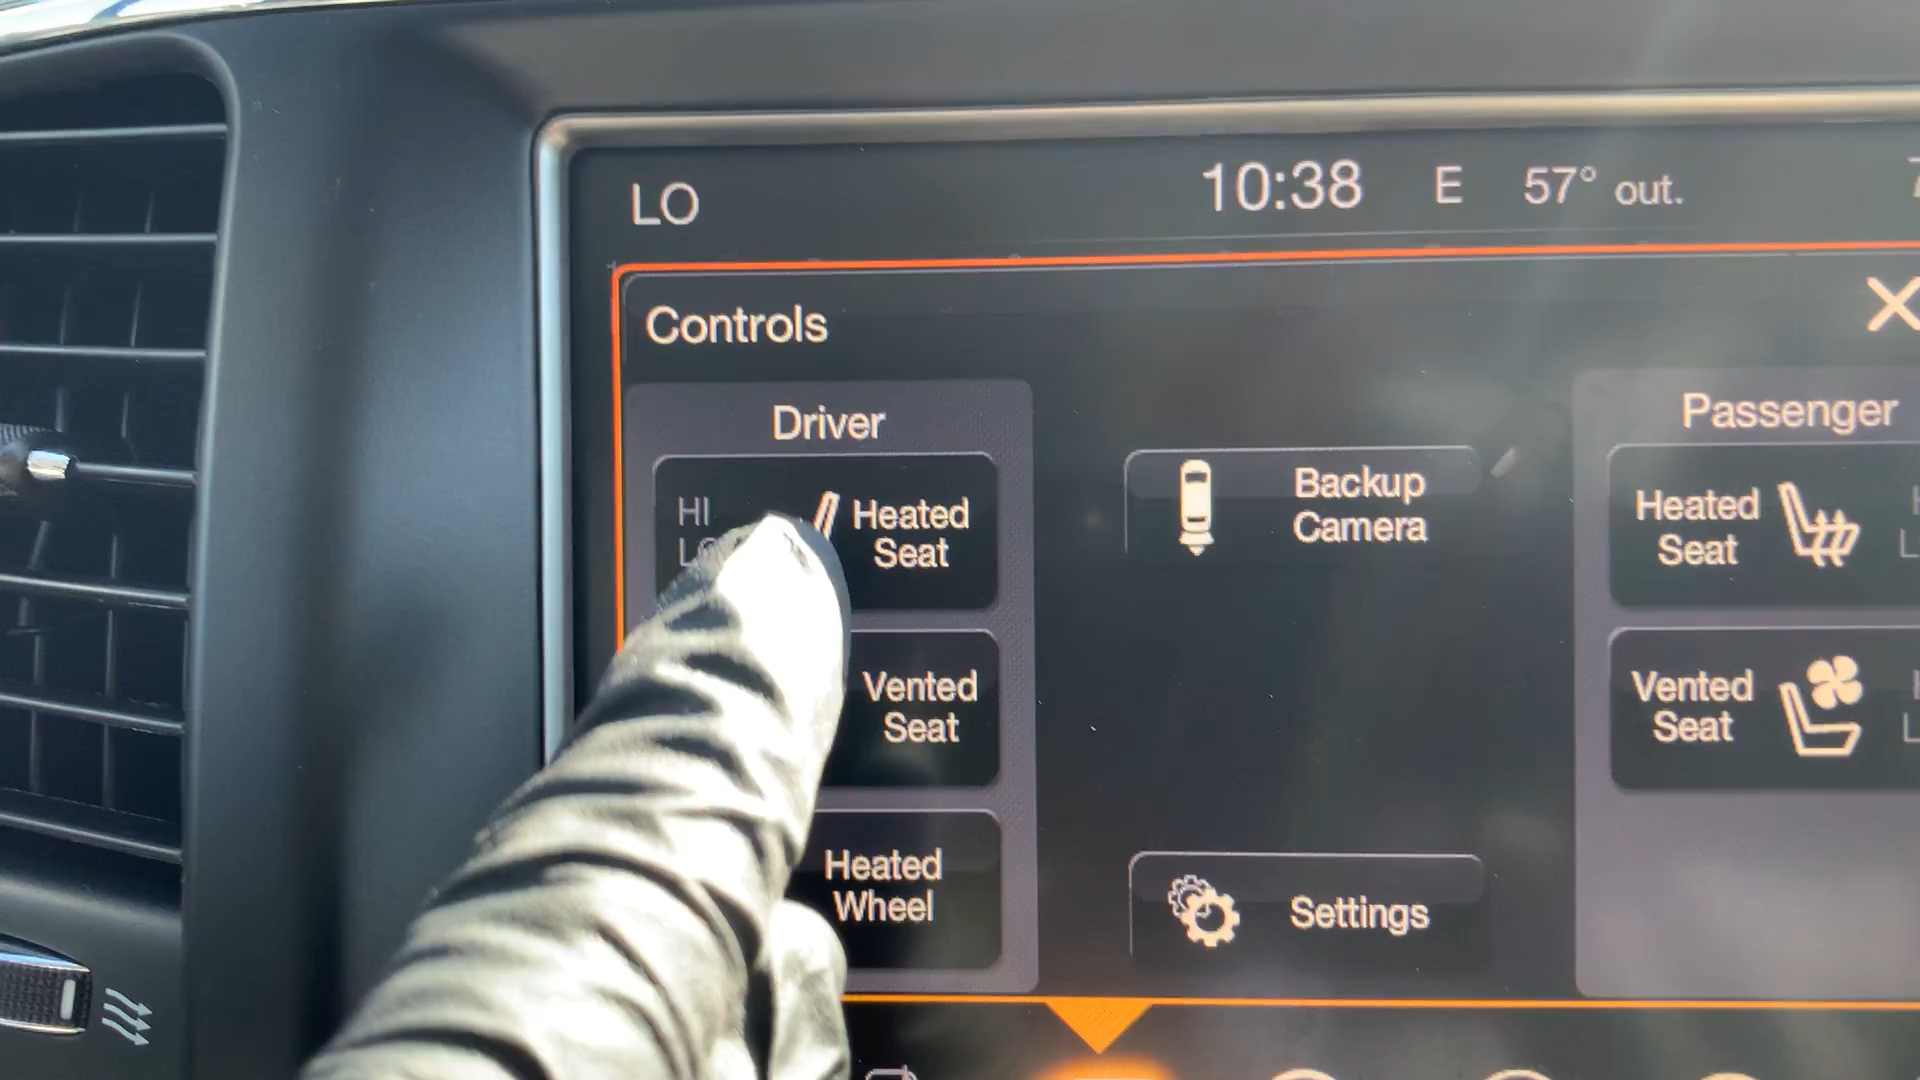 LO
10:38
E
57° out.
Controls
Driver
HI
LO
Heated
Seat
Vented
Seat
Heated
Wheel
Backup
Camera
Settings
Passenger
Heated
Seat
Vented
Seat